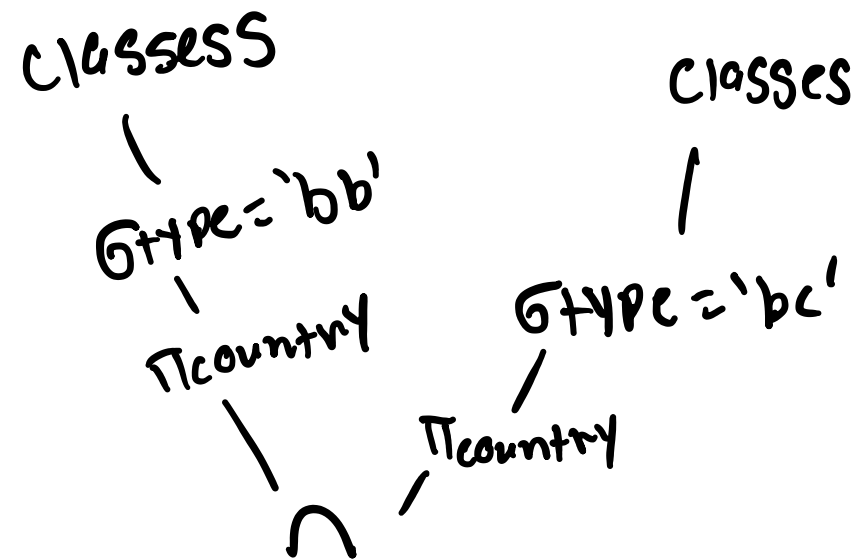 Classess
Classes
σtype='bb'
σtype='bc'
πcountry
πcountry
∩